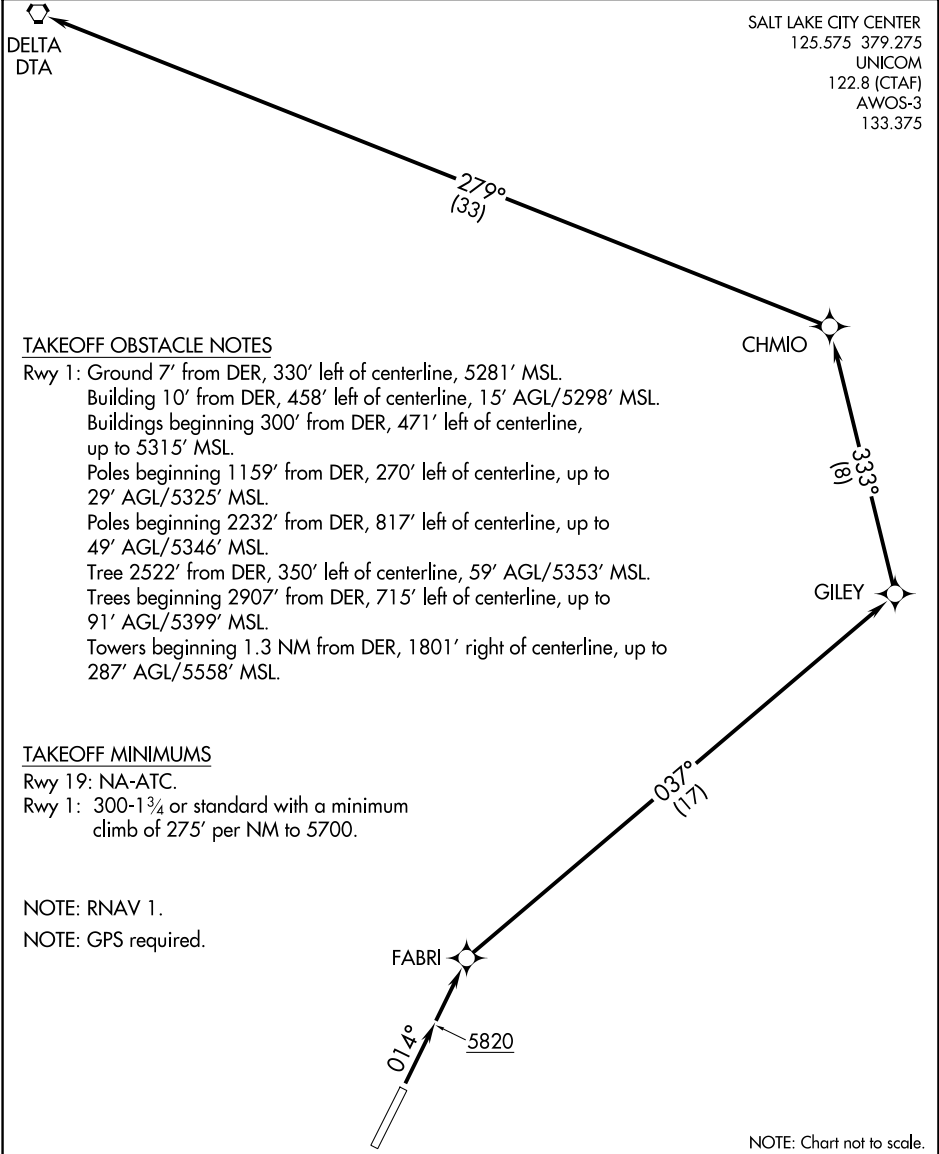 DELTA
DTA
SALT LAKE CITY CENTER
125.575 379.275
UNICOM
122.8 (CTAF)
AWOS-3
133.375
279°
(33)
CHMIO
333°
(8)
GILEY
TAKEOFF OBSTACLE NOTES
Rwy 1: Ground 7' from DER, 330' left of centerline, 5281' MSL.
Building 10' from DER, 458' left of centerline, 15' AGL/5298' MSL.
Buildings beginning 300' from DER, 471' left of centerline,
up to 5315' MSL.
Poles beginning 1159' from DER, 270' left of centerline, up to
29' AGL/5325' MSL.
Poles beginning 2232' from DER, 817' left of centerline, up to
49' AGL/5346' MSL.
Tree 2522' from DER, 350' left of centerline, 59' AGL/5353' MSL.
Trees beginning 2907' from DER, 715' left of centerline, up to
91' AGL/5399' MSL.
Towers beginning 1.3 NM from DER, 1801' right of centerline, up to
287' AGL/5558' MSL.
TAKEOFF MINIMUMS
Rwy 19: NA-ATC.
Rwy 1: 300-1¾ or standard with a minimum
climb of 275' per NM to 5700.
037°
(17)
NOTE: RNAV 1.
NOTE: GPS required.
FABRI
5820
014°
NOTE: Chart not to scale.